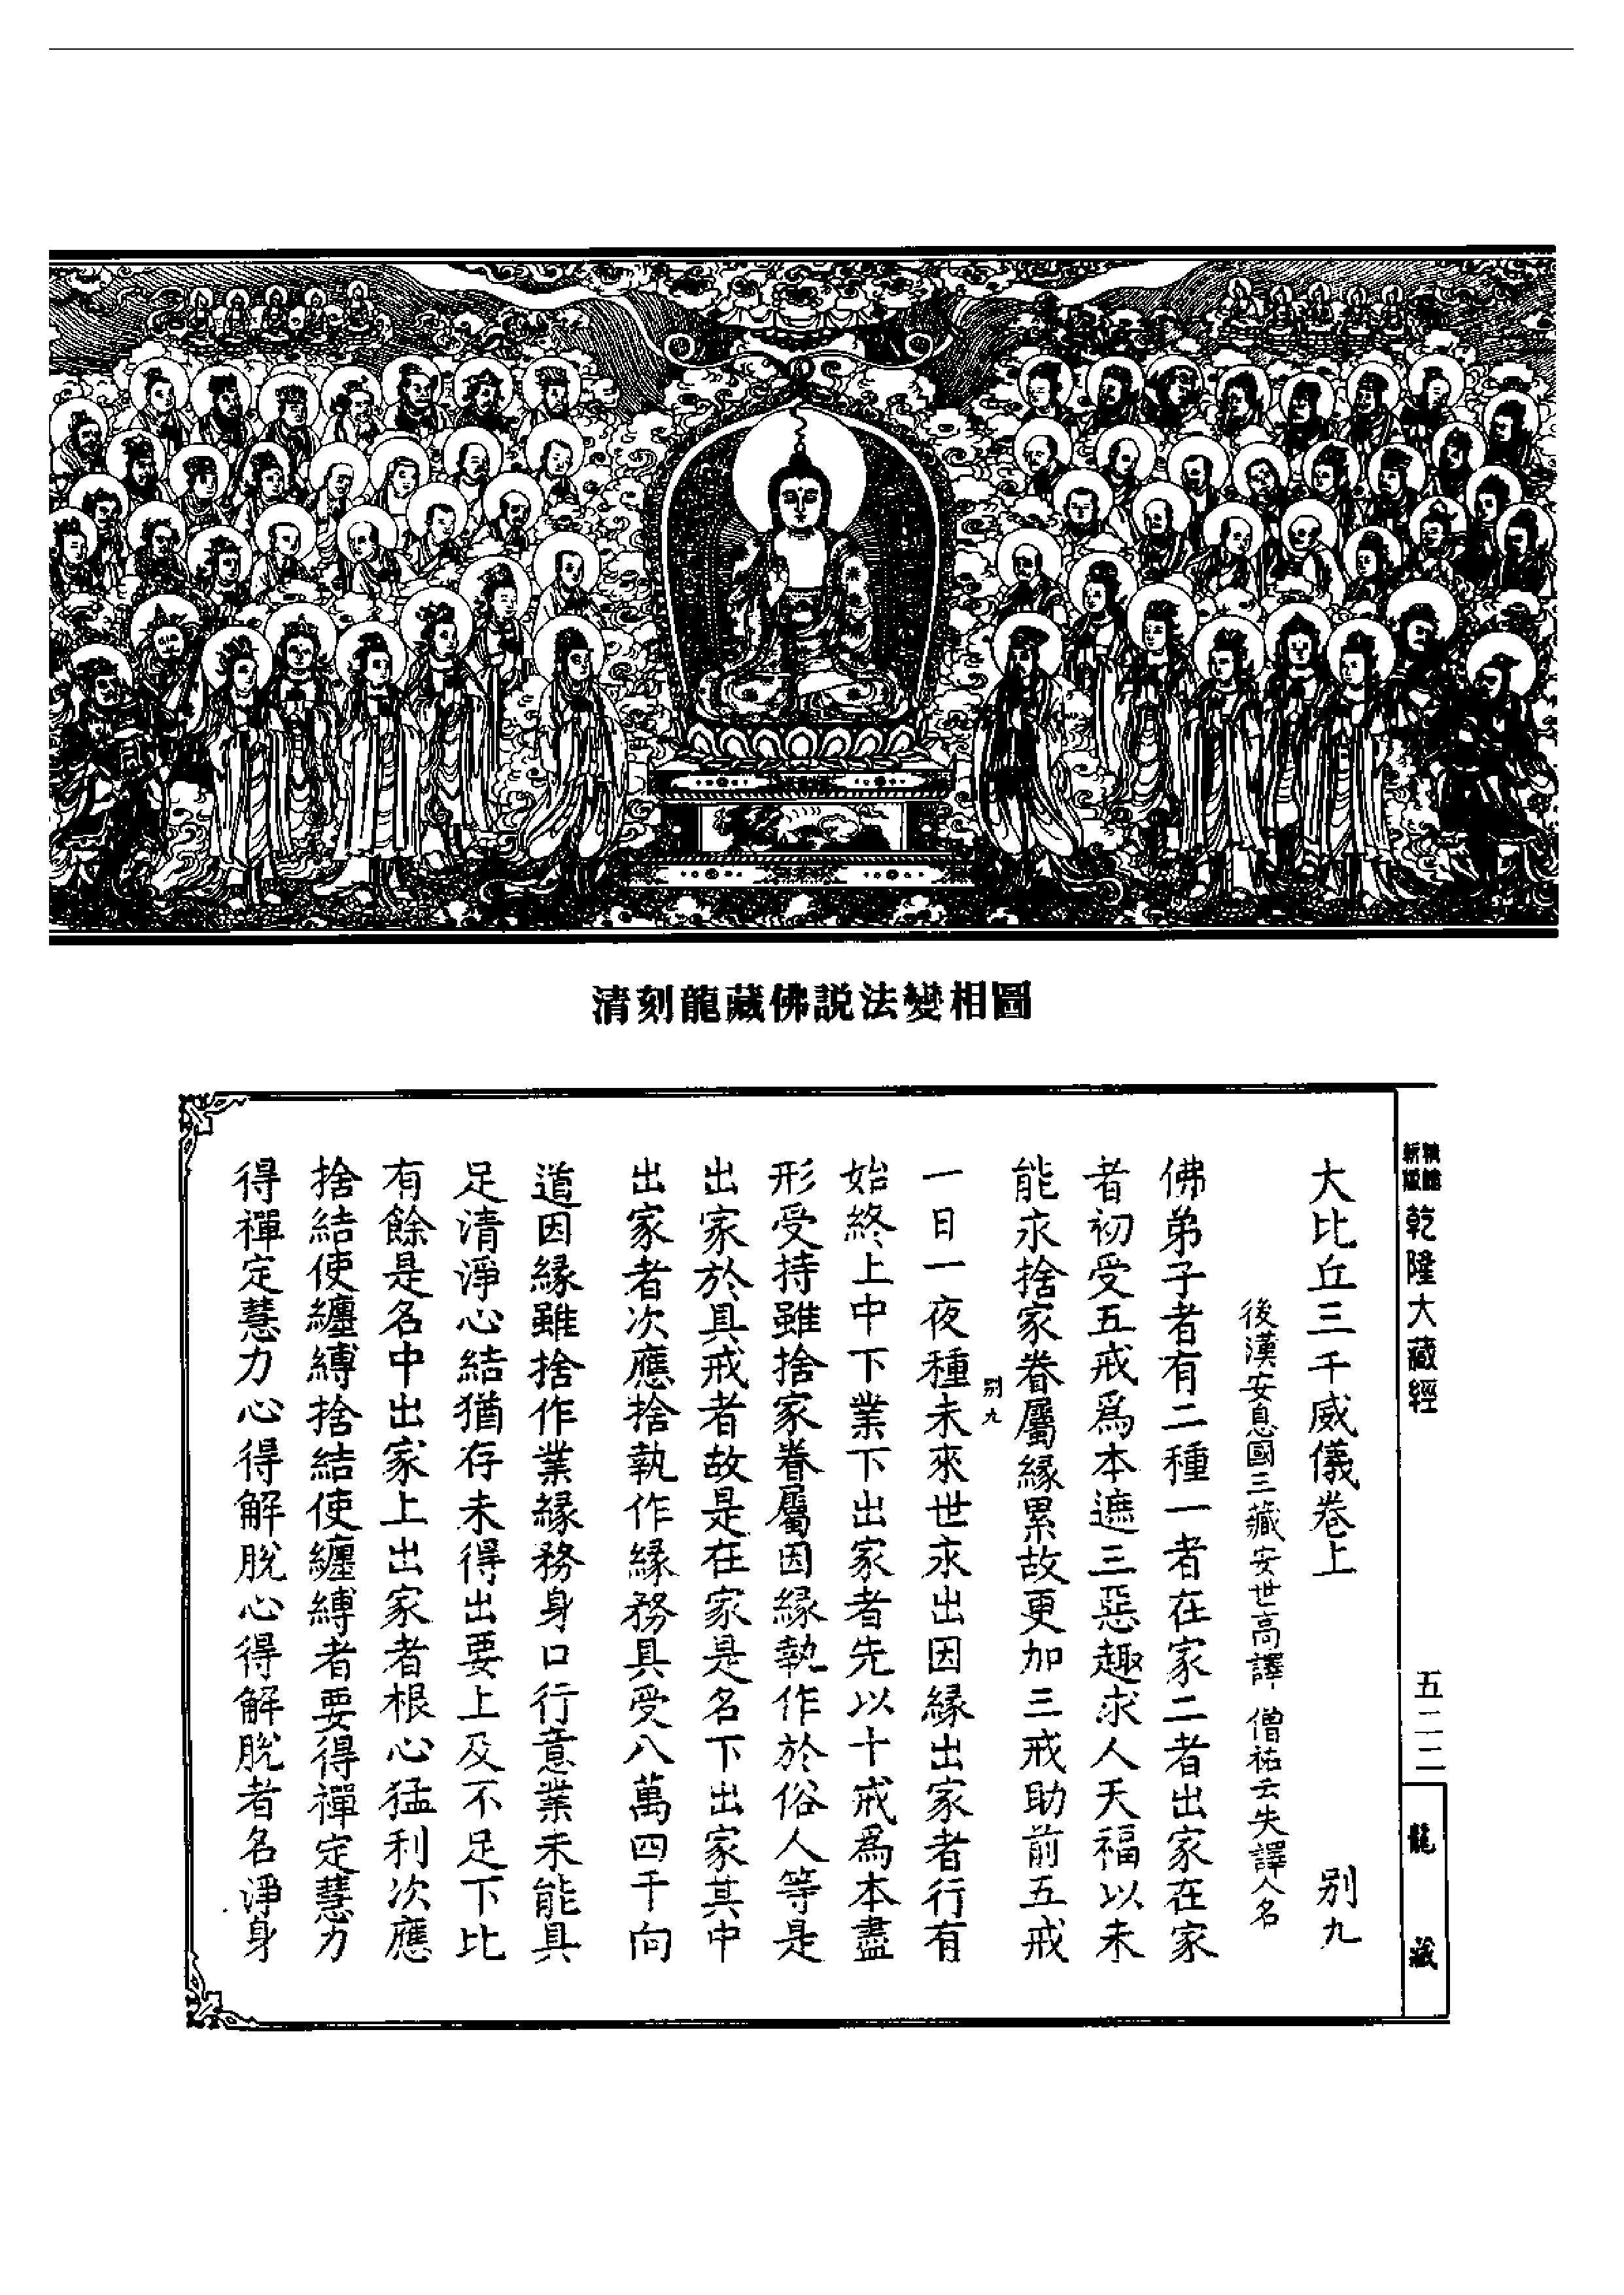 清刻龍藏佛説法變相圖
新版
乾隆大藏經
五二二
龍藏
大比丘三千威儀卷上 別九
後漢安息國三藏安世高譯 僧祐云失譯人名
佛弟子者有二種一者在家二者出家在家
者初受五戒爲本遮三惡趣求人天福以未
能永捨家眷屬緣累故更加三戒助前五戒
別九
一日一夜種未來世永出因緣出家者行有
始終上中下業下出家者先以十戒爲本盡
形受持雖捨家眷屬因緣執作於俗人等是
出家於具戒者故是在家是名下出家其中
出家者次應捨執作緣務具受八萬四千向
道因緣雖捨作業緣務身口行意業未能具
足清淨心結猶存未得出要上及不足下比
有餘是名中出家上出家者根心猛利次應
捨結使纏縛捨結使纏縛者要得禪定慧力
得禪定慧力心得解脫心得解脫者名淨身